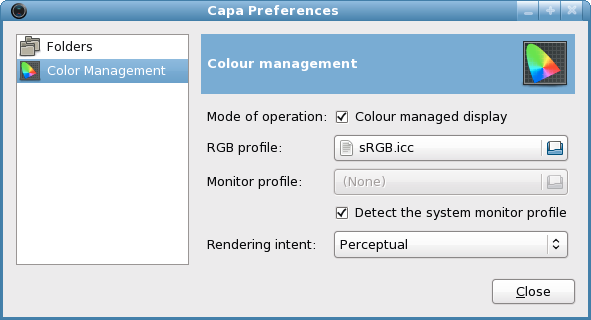 Capa Preferences
Folders
Color Management
Colour management
Mode of operation: Colour managed display
RGB profile: sRGB.icc
Monitor profile: (None)
Detect the system monitor profile
Rendering intent: Perceptual
Close